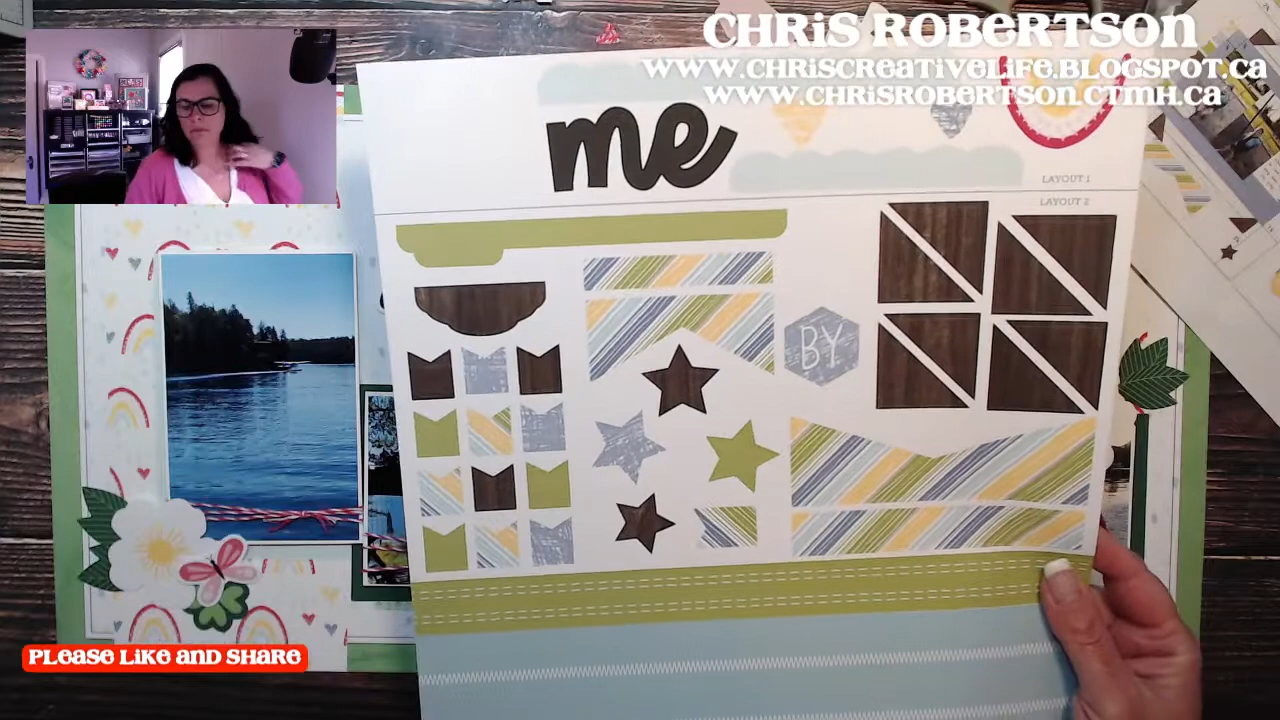 CHRIS ROBERTSON
WWW.CHRISCREATIVELIFE.BLOGSPOT.CA
WWW.CHRISROBERTSON.CTMH.CA
me
LAYOUT 1
LAYOUT 2
BY
PLEASE LIKE AND SHARE